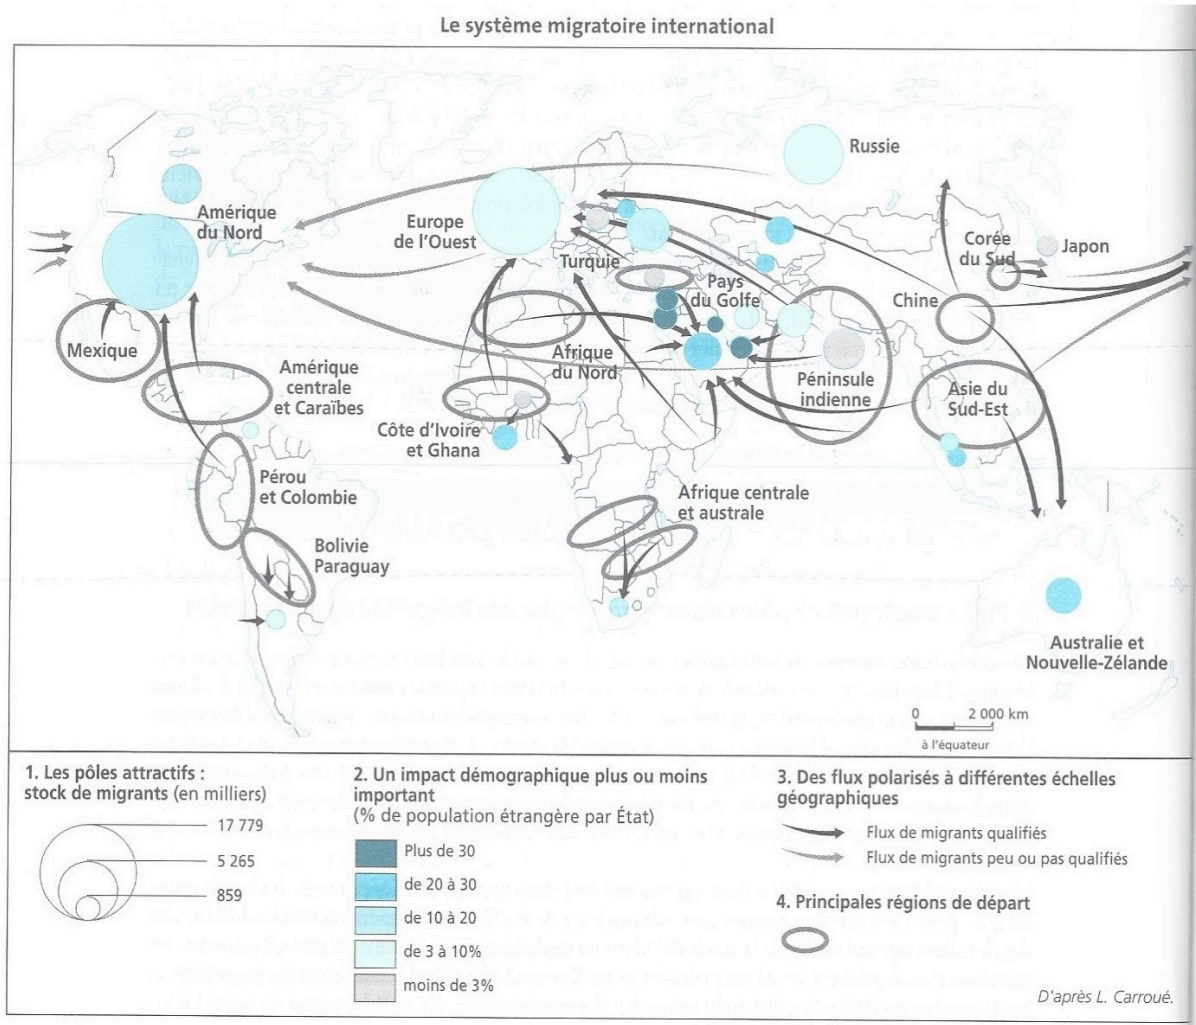 Le système migratoire international
Russie
Amérique
du Nord
Europe
de l'Ouest
Turquie
Pays
du Golfe
Corée
du Sud
Japon
Chine
Mexique
Amérique
centrale
et Caraïbes
Afrique
du Nord
Péninsule
indienne
Asie du
Sud-Est
Côte d'Ivoire
et Ghana
Pérou
et Colombie
Afrique centrale
et australe
Bolivie
Paraguay
Australie et
Nouvelle-Zélande
0 2 000 km
à l'équateur
1. Les pôles attractifs :
stock de migrants (en milliers)
17 779
5 265
859
2. Un impact démographique plus ou moins
important
(% de population étrangère par État)
Plus de 30
de 20 à 30
de 10 à 20
de 3 à 10%
moins de 3%
3. Des flux polarisés à différentes échelles
géographiques
Flux de migrants qualifiés
Flux de migrants peu ou pas qualifiés
4. Principales régions de départ
D'après L. Carroué.